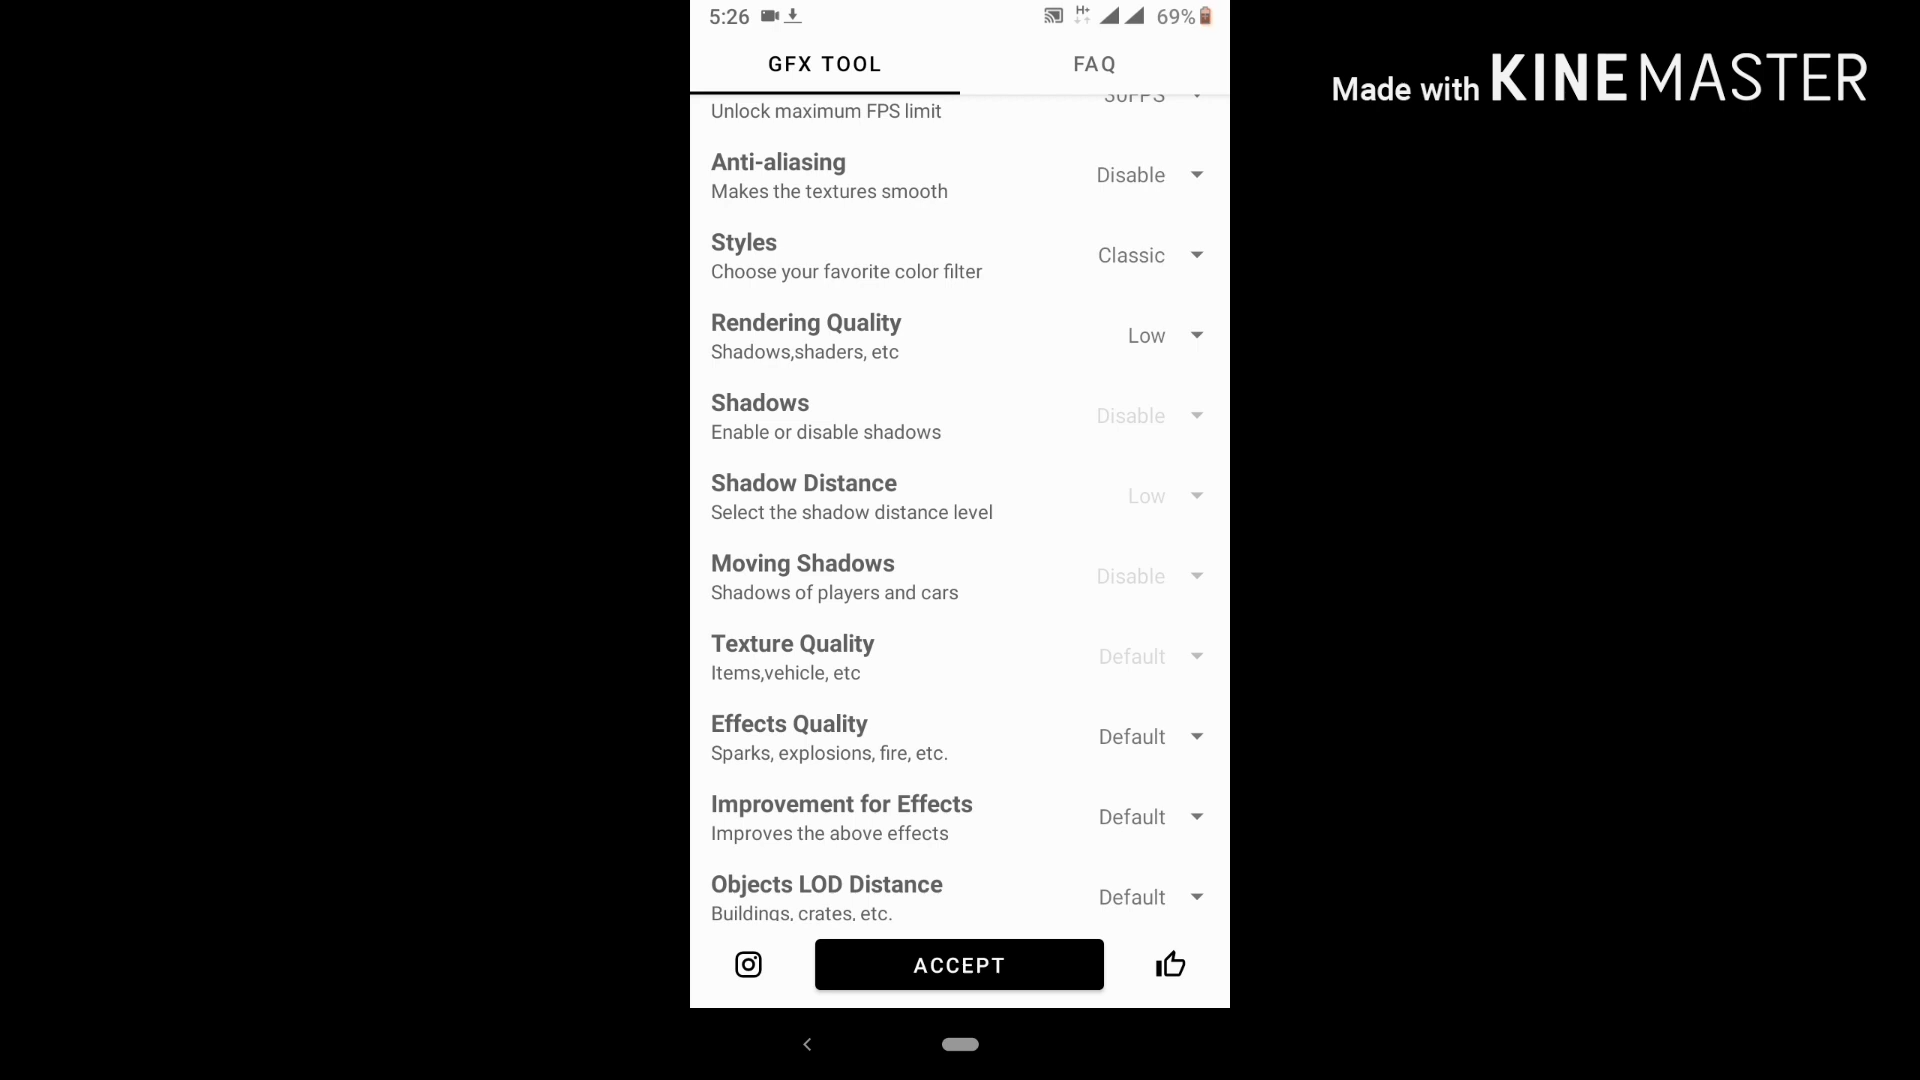 5:26
H+
69%
GFX TOOL
FAQ
Made with KINEMASTER
30FPS
Unlock maximum FPS limit
Anti-aliasing
Disable
Makes the textures smooth
Styles
Classic
Choose your favorite color filter
Rendering Quality
Low
Shadows,shaders, etc
Shadows
Disable
Enable or disable shadows
Shadow Distance
Low
Select the shadow distance level
Moving Shadows
Disable
Shadows of players and cars
Texture Quality
Default
Items,vehicle, etc
Effects Quality
Default
Sparks, explosions, fire, etc.
Improvement for Effects
Default
Improves the above effects
Objects LOD Distance
Default
Buildings, crates, etc.
ACCEPT